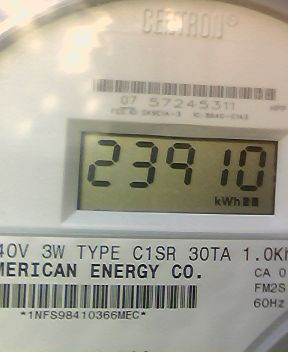 CENTRON®
07 57245311
23910
kWh
40V 3W TYPE C1SR 30TA 1.0Kh
MERICAN ENERGY CO.
CA 0
FM2S
60Hz
*1NFS98410366MEC*